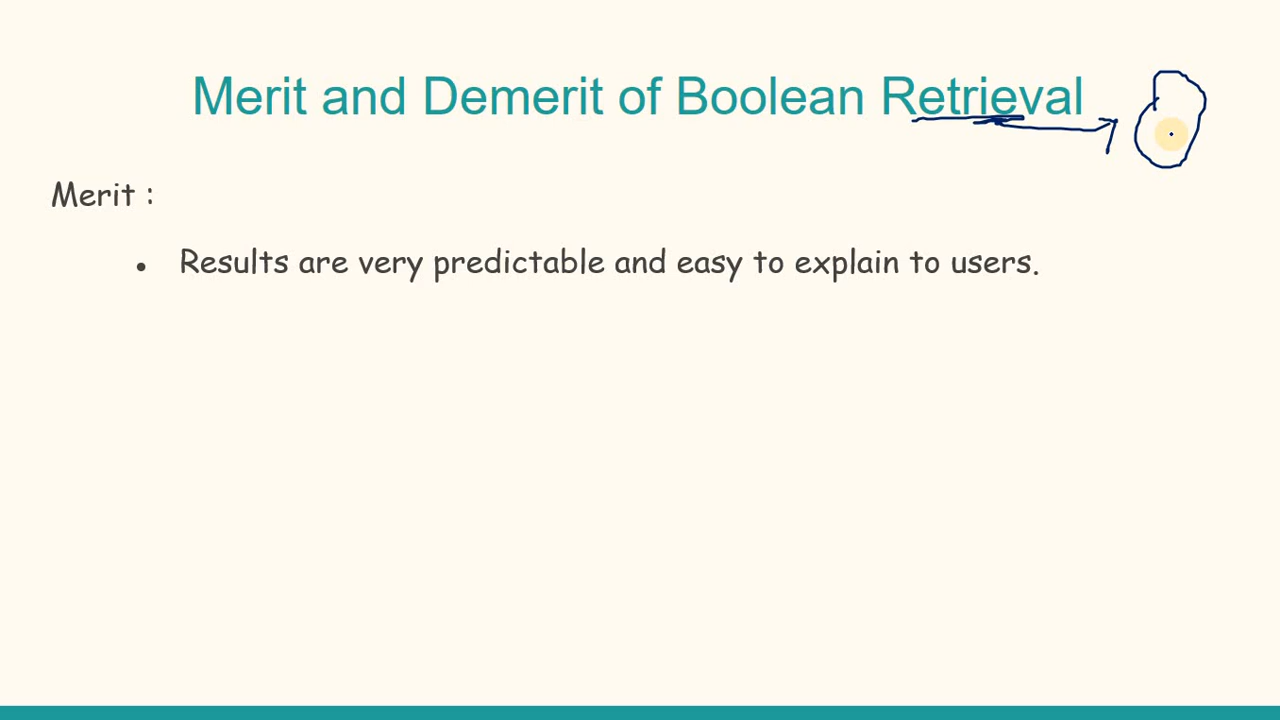 Merit and Demerit of Boolean Retrieval
Merit :
• Results are very predictable and easy to explain to users.